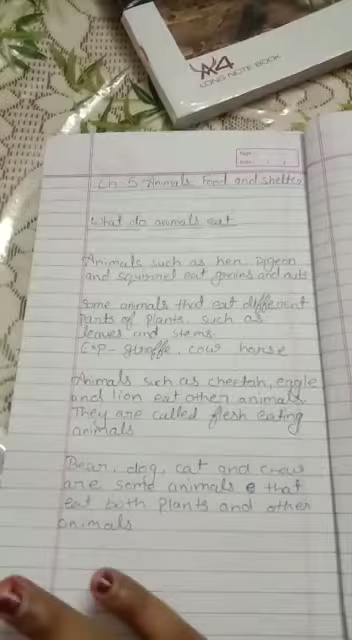 W4
LONG NOTE BOOK
Page
Date
Ch 5 Animals Food and shelter
What do animals eat
Animals such as hen, pigeon
and squirrel eat grains and nuts
Some animals that eat different
Parts of Plants. such as
leaves and stems.
Exp- giraffe, cow horse
Animals such as cheetah, eagle
and lion eat other animals.
They are called flesh eating
animals
Bear, dog, cat and crow
are some animals e that
eat both Plants and other
animals